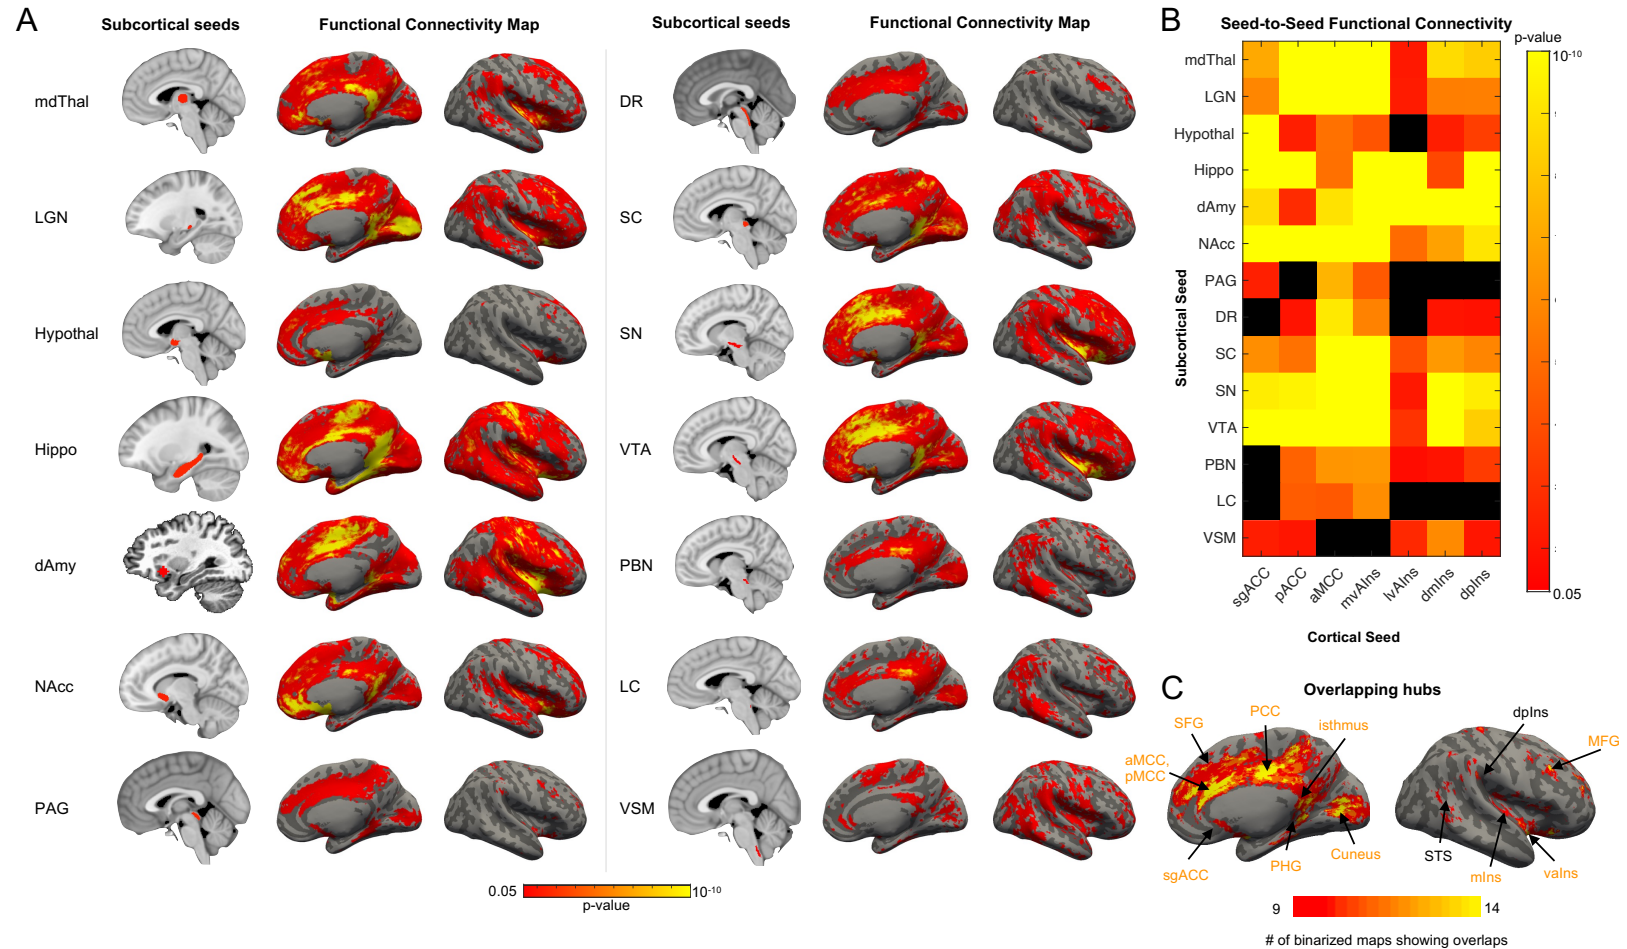 A
Subcortical seeds
Functional Connectivity Map
Subcortical seeds
Functional Connectivity Map
mdThal
LGN
Hypothal
Hippo
dAmy
NAcc
PAG
DR
SC
SN
VTA
PBN
LC
VSM
0.05
10-10
p-value
B
Seed-to-Seed Functional Connectivity
p-value
10-10
0.05
Subcortical Seed
mdThal
LGN
Hypothal
Hippo
dAmy
NAcc
PAG
DR
SC
SN
VTA
PBN
LC
VSM
sgACC
pACC
aMCC
mvAIns
lvAIns
dmIns
dpIns
Cortical Seed
C
Overlapping hubs
SFG
PCC
isthmus
aMCC,
pMCC
sgACC
PHG
Cuneus
dpIns
MFG
STS
mIns
vaIns
9
14
# of binarized maps showing overlaps